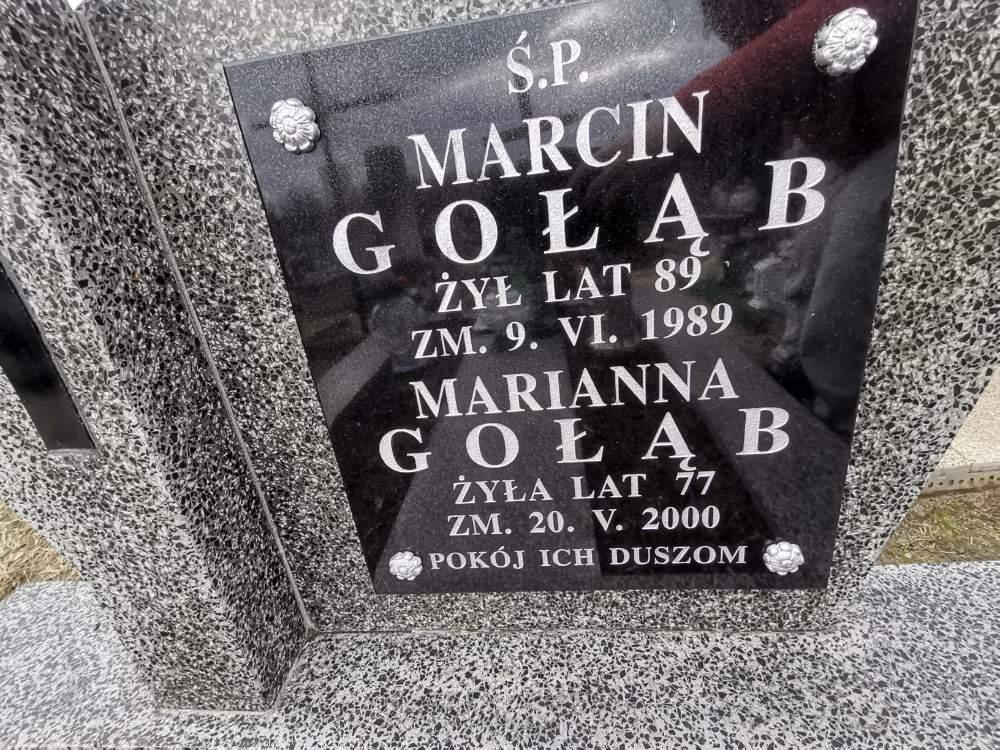 Ś.P.
MARCIN
GOŁĄB
ŻYŁ LAT 89
ZM. 9. VI. 1989
MARIANNA
GOŁĄB
ŻYŁA LAT 77
ZM. 20. V. 2000
POKÓJ ICH DUSZOM